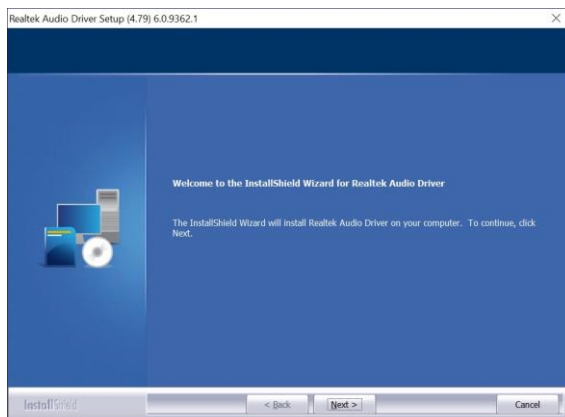 Realtek Audio Driver Setup (4.79) 6.0.9362.1
Welcome to the InstallShield Wizard for Realtek Audio Driver
The InstallShield Wizard will install Realtek Audio Driver on your computer. To continue, click
Next.
InstallShield
< Back
Next >
Cancel